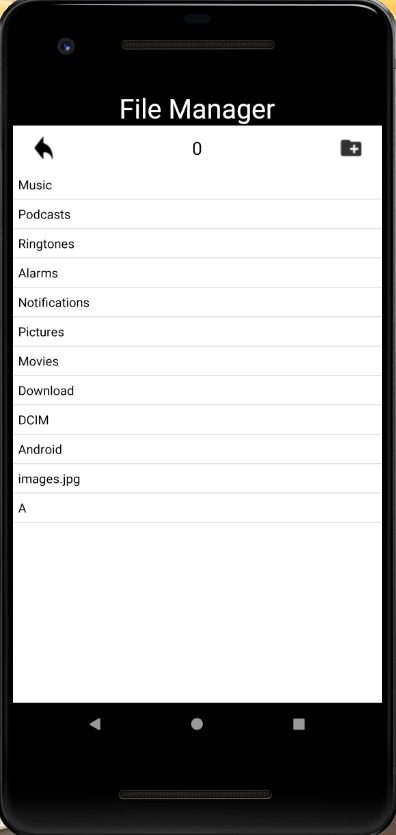 File Manager
0
Music
Podcasts
Ringtones
Alarms
Notifications
Pictures
Movies
Download
DCIM
Android
images.jpg
A